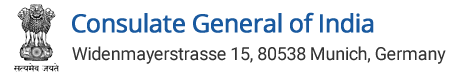 Consulate General of India
Widenmayerstrasse 15, 80538 Munich, Germany
सत्यमेव जयते